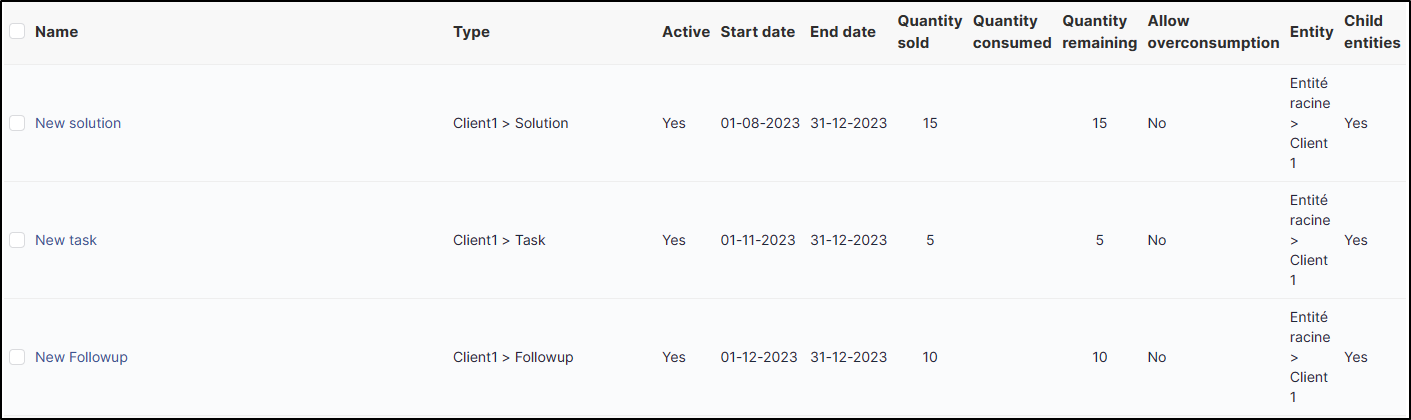 Name Type Active Start date End date Quantity sold Quantity consumed Quantity remaining Allow overconsumption Entity Child entities
New solution Client1 > Solution Yes 01-08-2023 31-12-2023 15 15 No Entité racine > Client 1 Yes
New task Client1 > Task Yes 01-11-2023 31-12-2023 5 5 No Entité racine > Client 1 Yes
New Followup Client1 > Followup Yes 01-12-2023 31-12-2023 10 10 No Entité racine > Client 1 Yes